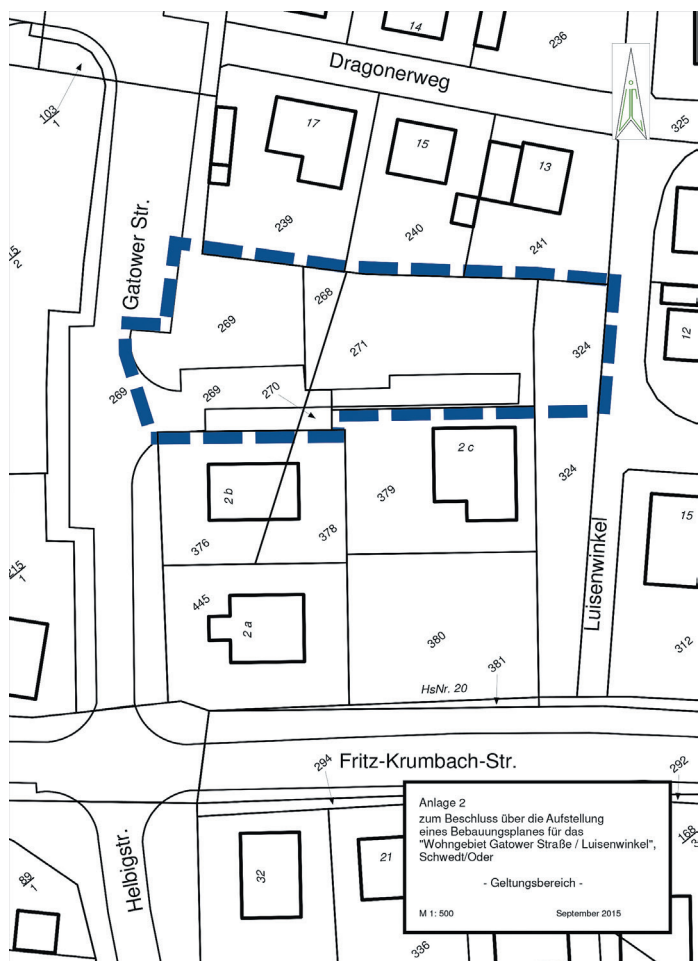 14
236
Dragonerweg
103
1
325
17
15
13
Gatower Str.
239
240
241
268
269
271
324
12
269
269
270
2 c
324
379
2 b
376
378
15
Luisenwinkel
215
1
445
2 a
380
381
312
HsNr. 20
Fritz-Krumbach-Str.
294
292
Anlage 2
zum Beschluss über die Aufstellung
eines Bebauungsplanes für das
"Wohngebiet Gatower Straße / Luisenwinkel",
Schwedt/Oder
- Geltungsbereich -
M 1: 500 September 2015
Helbigstr.
32
21
168
89
1
336